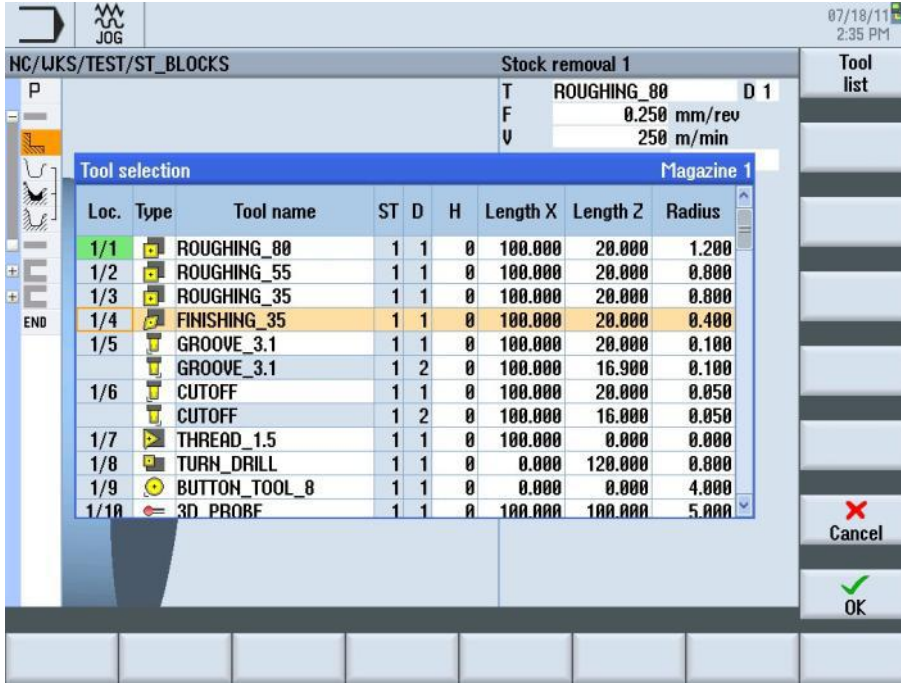 JOG
07/18/11
2:35 PM
NC/WKS/TEST/ST_BLOCKS
Stock removal 1
Tool
list
P
T ROUGHING_80 D 1
F 0.250 mm/rev
V 250 m/min
Tool selection Magazine 1
Loc. Type Tool name ST D H Length X Length Z Radius
1/1 ROUGHING_80 1 1 0 100.000 20.000 1.200
1/2 ROUGHING_55 1 1 0 100.000 20.000 0.800
1/3 ROUGHING_35 1 1 0 100.000 20.000 0.800
1/4 FINISHING_35 1 1 0 100.000 20.000 0.400
1/5 GROOVE_3.1 1 1 0 100.000 20.000 0.100
GROOVE_3.1 1 2 0 100.000 16.900 0.100
1/6 CUTOFF 1 1 0 100.000 20.000 0.050
CUTOFF 1 2 0 100.000 16.000 0.050
1/7 THREAD_1.5 1 1 0 100.000 0.000 0.000
1/8 TURN_DRILL 1 1 0 0.000 120.000 0.800
1/9 BUTTON_TOOL_8 1 1 0 0.000 0.000 4.000
1/10 3D_PROBE 1 1 0 100.000 100.000 5.000
END
Cancel
OK